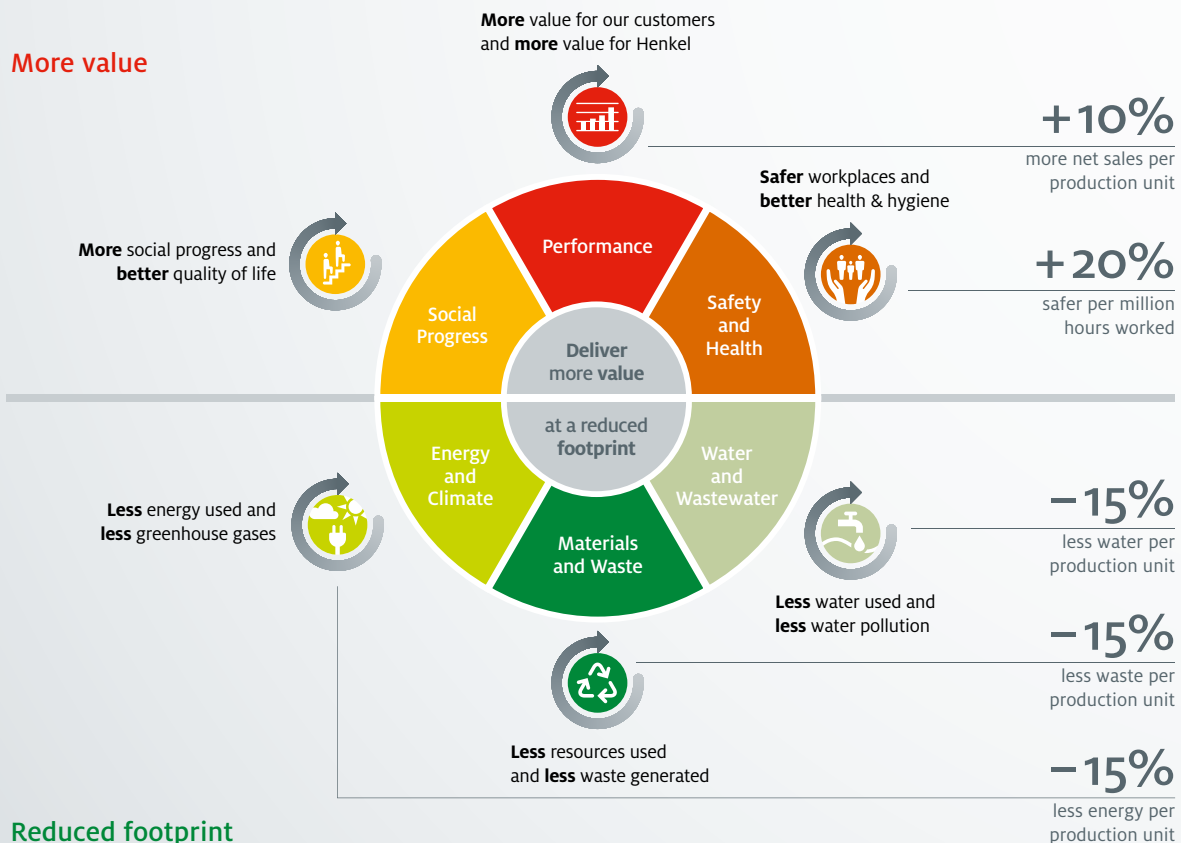 More value for our customers
and more value for Henkel
More value
+10%
more net sales per
production unit
Safer workplaces and
better health & hygiene
More social progress and
better quality of life
+20%
safer per million
hours worked
Performance
Social
Progress
Safety
and
Health
Deliver
more value
at a reduced
footprint
Energy
and
Climate
Water
and
Wastewater
Materials
and Waste
Less energy used and
less greenhouse gases
–15%
less water per
production unit
Less water used and
less water pollution
–15%
less waste per
production unit
Less resources used
and less waste generated
–15%
less energy per
production unit
Reduced footprint